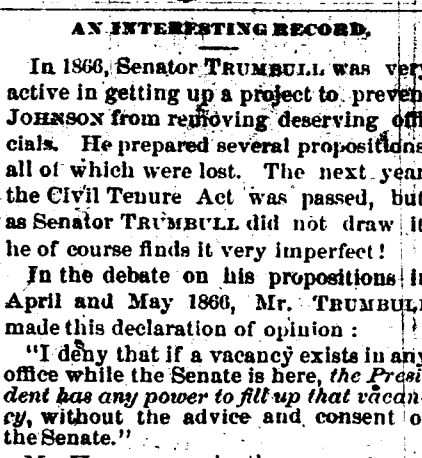 AN INTERESTING RECORD.
In 1866, Senator TRUMBULL was very
active in getting up a project to preven
JOHNSON from removing deserving offi
cials. He prepared several propositions
all of which were lost. The next year
the Civil Tenure Act was passed, but
as Senator TRUMBULL did not draw it
he of course finds it very imperfect!
In the debate on his propositions in
April and May 1866, Mr. TRUMBULL
made this declaration of opinion:
"I deny that if a vacancy exists in any
office while the Senate is here, the Presi
dent has any power to fill up that vacan-
cy, without the advice and consent o
the Senate."